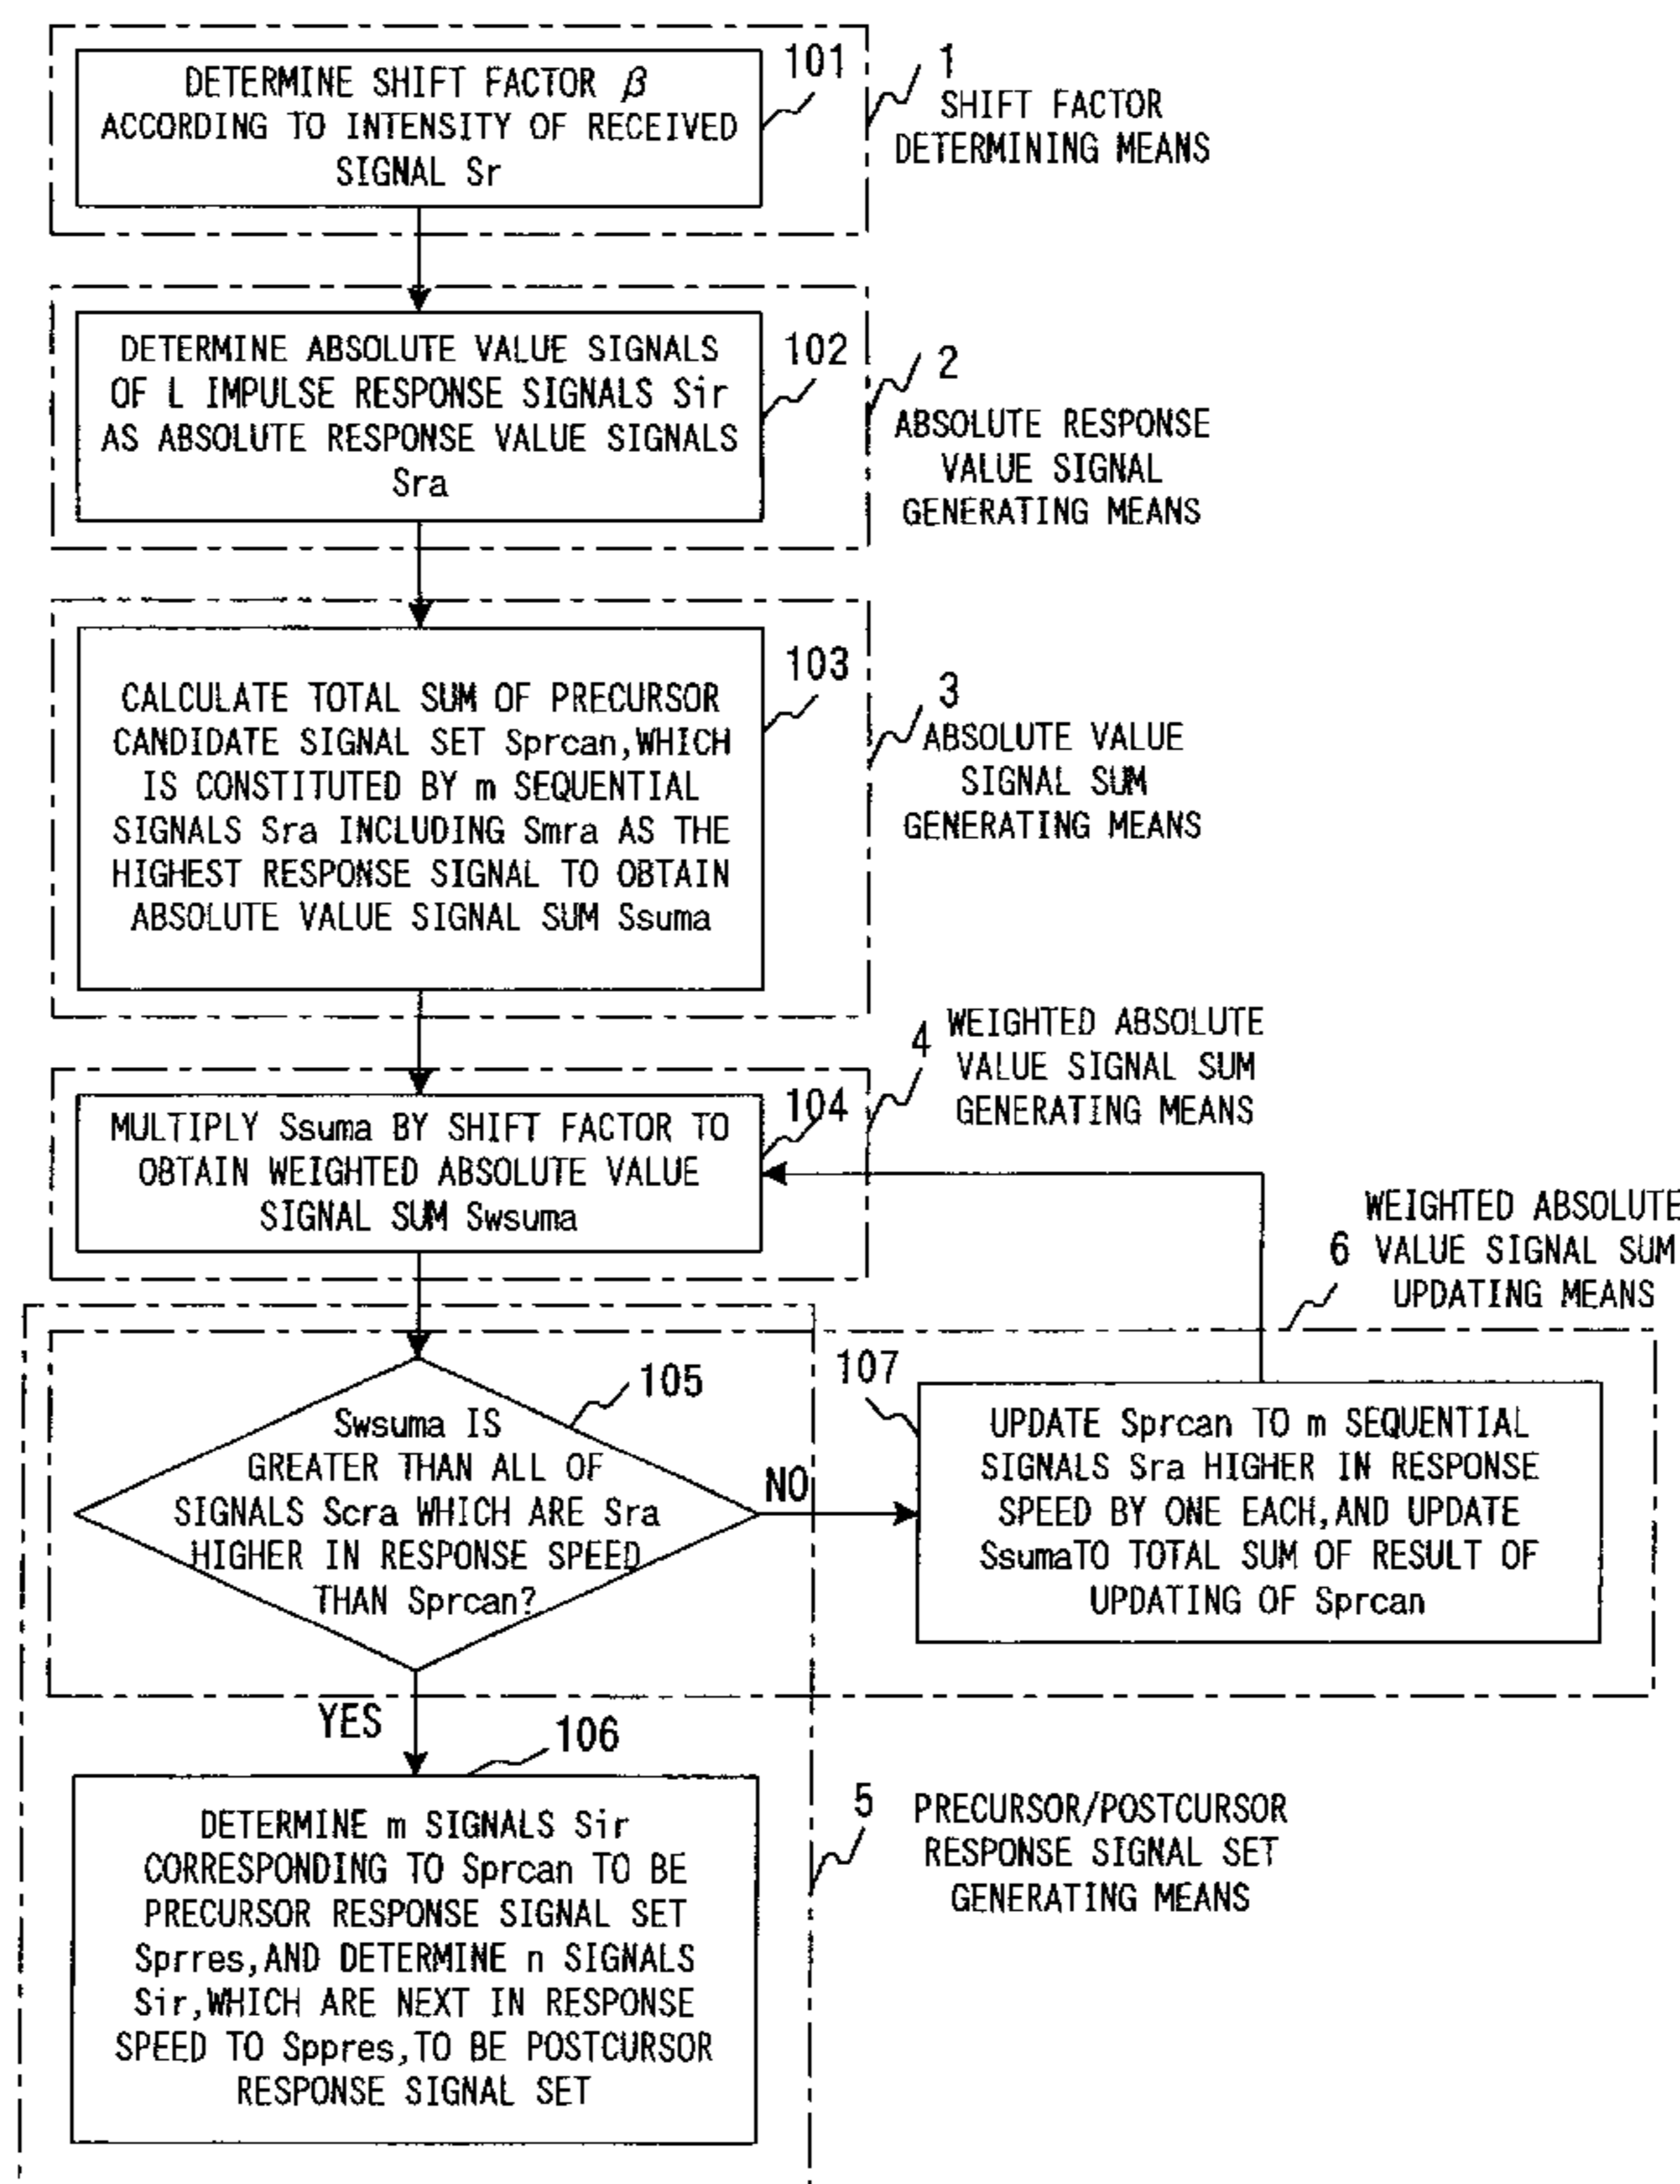 DETERMINE SHIFT FACTOR β
ACCORDING TO INTENSITY OF RECEIVED
SIGNAL Sr
101
1
SHIFT FACTOR
DETERMINING MEANS
DETERMINE ABSOLUTE VALUE SIGNALS
OF L IMPULSE RESPONSE SIGNALS Sir
AS ABSOLUTE RESPONSE VALUE SIGNALS
Sra
102
2
ABSOLUTE RESPONSE
VALUE SIGNAL
GENERATING MEANS
CALCULATE TOTAL SUM OF PRECURSOR
CANDIDATE SIGNAL SET Sprcan,WHICH
IS CONSTITUTED BY m SEQUENTIAL
SIGNALS Sra INCLUDING Smra AS THE
HIGHEST RESPONSE SIGNAL TO OBTAIN
ABSOLUTE VALUE SIGNAL SUM Ssuma
103
3
ABSOLUTE VALUE
SIGNAL SUM
GENERATING MEANS
MULTIPLY Ssuma BY SHIFT FACTOR TO
OBTAIN WEIGHTED ABSOLUTE VALUE
SIGNAL SUM Swsuma
104
4
WEIGHTED ABSOLUTE
VALUE SIGNAL SUM
GENERATING MEANS
Swsuma IS
GREATER THAN ALL OF
SIGNALS Scra WHICH ARE Sra
HIGHER IN RESPONSE SPEED
THAN Sprcan?
105
NO
YES
107
UPDATE Sprcan TO m SEQUENTIAL
SIGNALS Sra HIGHER IN RESPONSE
SPEED BY ONE EACH,AND UPDATE
SsumaTO TOTAL SUM OF RESULT OF
UPDATING OF Sprcan
6
WEIGHTED ABSOLUTE
VALUE SIGNAL SUM
UPDATING MEANS
106
DETERMINE m SIGNALS Sir
CORRESPONDING TO Sprcan TO BE
PRECURSOR RESPONSE SIGNAL SET
Sprres,AND DETERMINE n SIGNALS
Sir,WHICH ARE NEXT IN RESPONSE
SPEED TO Sppres,TO BE POSTCURSOR
RESPONSE SIGNAL SET
5
PRECURSOR/POSTCURSOR
RESPONSE SIGNAL SET
GENERATING MEANS